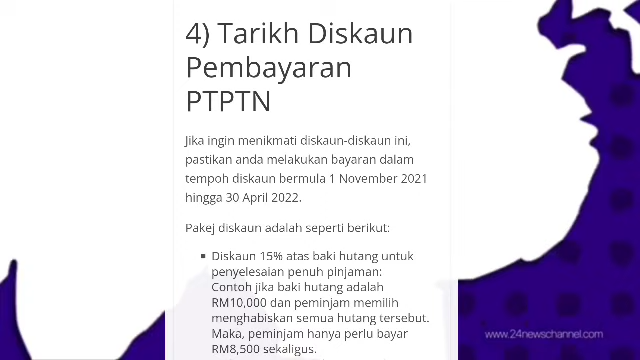 4) Tarikh Diskaun
Pembayaran
PTPTN
Jika ingin menikmati diskaun-diskaun ini,
pastikan anda melakukan bayaran dalam
tempoh diskaun bermula 1 November 2021
hingga 30 April 2022.
Pakej diskaun adalah seperti berikut:
▪ Diskaun 15% atas baki hutang untuk
penyelesaian penuh pinjaman:
Contoh jika baki hutang adalah
RM10,000 dan peminjam memilih
menghabiskan semua hutang tersebut.
Maka, peminjam hanya perlu bayar
RM8,500 sekaligus.
www.24newschannel.com